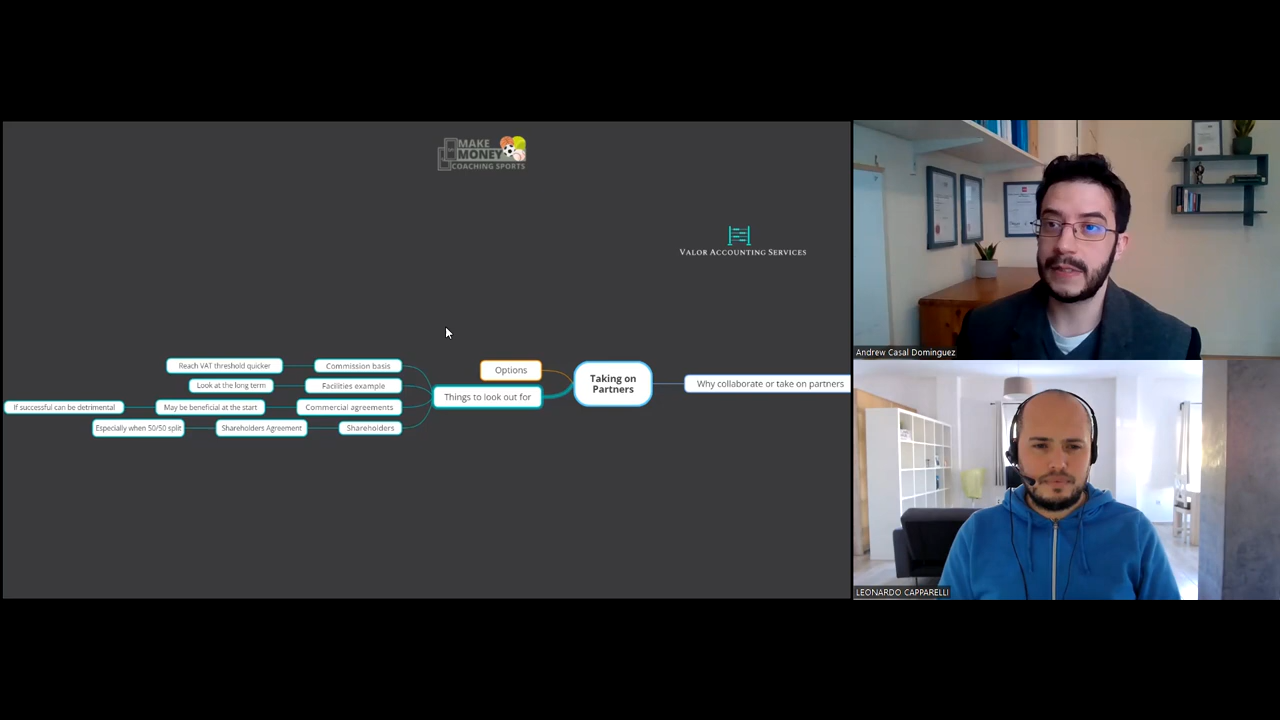 MAKE
MONEY
COACHING SPORTS
VALOR ACCOUNTING SERVICES
Reach VAT threshold quicker
Commission basis
Options
Taking on
Partners
Why collaborate or take on partners
Look at the long term
Facilities example
Things to look out for
If successful can be detrimental
May be beneficial at the start
Commercial agreements
Especially when 50/50 split
Shareholders Agreement
Shareholders
Andrew Casal Dominguez
LEONARDO CAPPARELLI